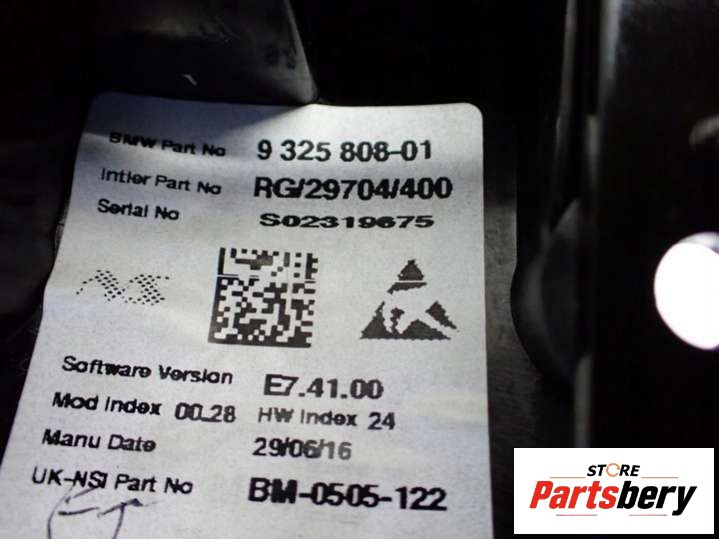 BMW Part No 9 325 808-01
Intier Part No RG/29704/400
Serial No S02319675
Software Version E7.41.00
Mod Index 00.28 HW Index 24
Manu Date 29/06/16
UK-NSI Part No BM-0505-122
STORE
Partsbery